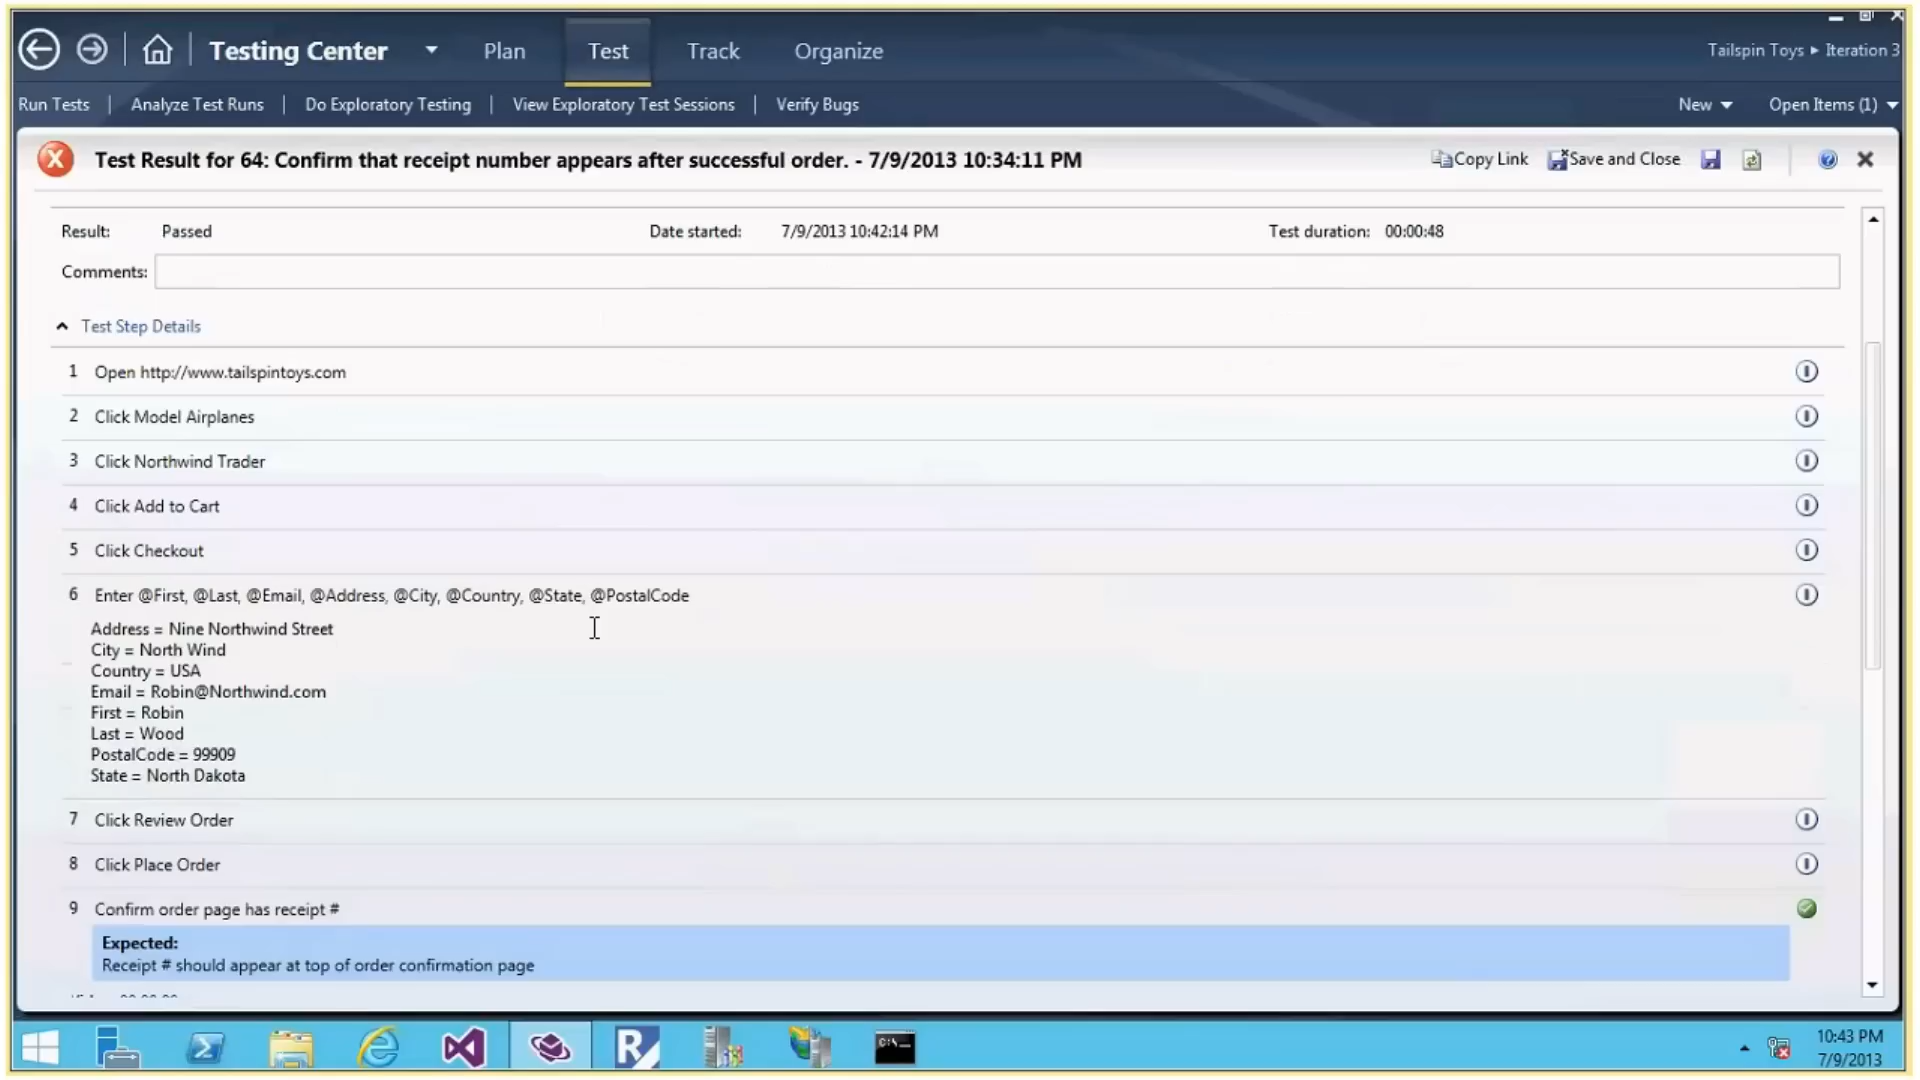 Testing Center Plan Test Track Organize Tailspin Toys ▸ Iteration 3
Run Tests | Analyze Test Runs | Do Exploratory Testing | View Exploratory Test Sessions | Verify Bugs New Open Items (1)
Test Result for 64: Confirm that receipt number appears after successful order. - 7/9/2013 10:34:11 PM Copy Link Save and Close
Result: Passed Date started: 7/9/2013 10:42:14 PM Test duration: 00:00:48
Comments:
Test Step Details
1 Open http://www.tailspintoys.com
2 Click Model Airplanes
3 Click Northwind Trader
4 Click Add to Cart
5 Click Checkout
6 Enter @First, @Last, @Email, @Address, @City, @Country, @State, @PostalCode
Address = Nine Northwind Street
City = North Wind
Country = USA
Email = Robin@Northwind.com
First = Robin
Last = Wood
PostalCode = 99909
State = North Dakota
7 Click Review Order
8 Click Place Order
9 Confirm order page has receipt #
Expected:
Receipt # should appear at top of order confirmation page
10:43 PM
7/9/2013